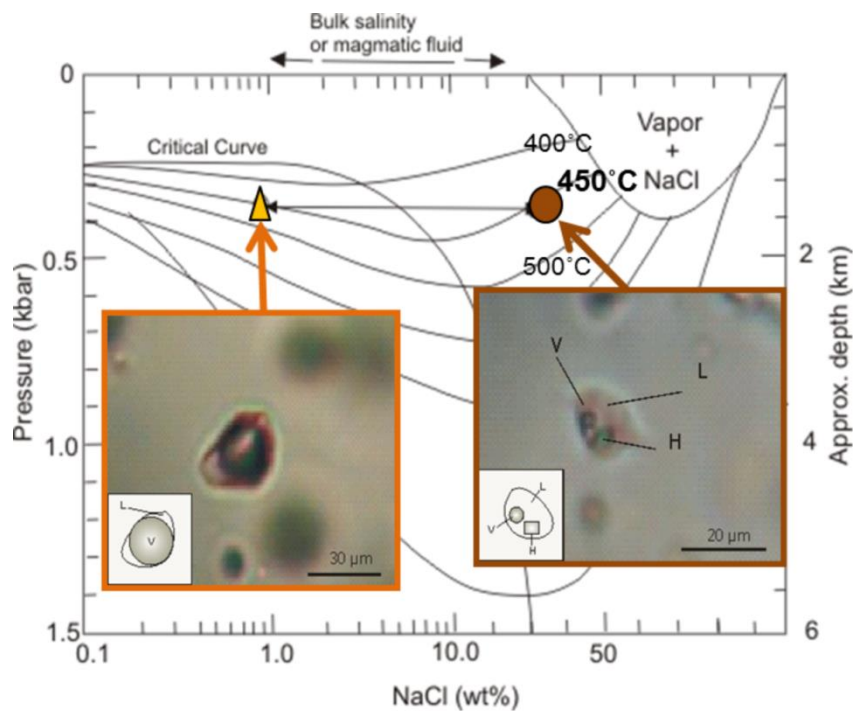 Bulk salinity
or magmatic fluid
0
Critical Curve
400°C
Vapor
+
NaCl
450°C
0.5
500°C
2
Pressure (kbar)
Approx. depth (km)
V
L
H
1.0
4
L
V
30 µm
L
V
H
20 µm
1.5
6
0.1
1.0
10.0
50
NaCl (wt%)